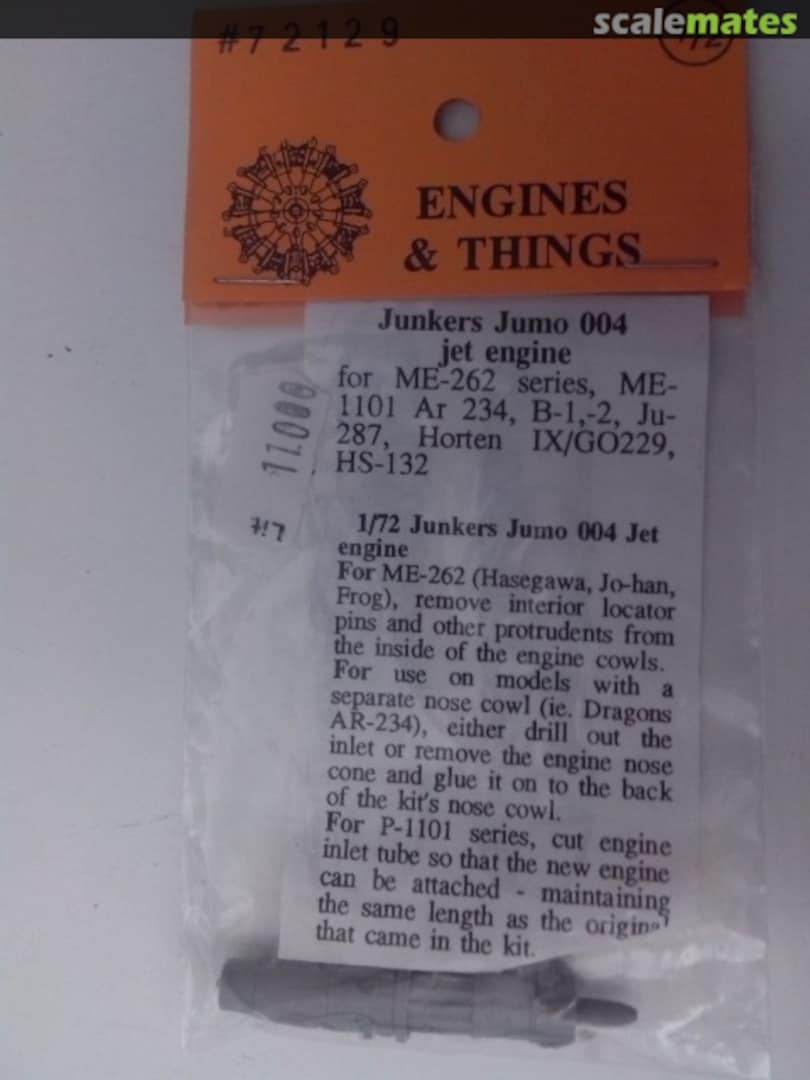 scalemates
#72129
1/72
ENGINES
& THINGS
Junkers Jumo 004
jet engine
for ME-262 series, ME-
1101 Ar 234, B-1,-2, Ju-
287, Horten IX/GO229,
HS-132
11000
1/72 Junkers Jumo 004 Jet
engine
For ME-262 (Hasegawa, Jo-han,
Frog), remove interior locator
pins and other protrudents from
the inside of the engine cowls.
For use on models with a
separate nose cowl (ie. Dragons
AR-234), either drill out the
inlet or remove the engine nose
cone and glue it on to the back
of the kit's nose cowl.
For P-1101 series, cut engine
inlet tube so that the new engine
can be attached - maintaining
the same length as the original
that came in the kit.